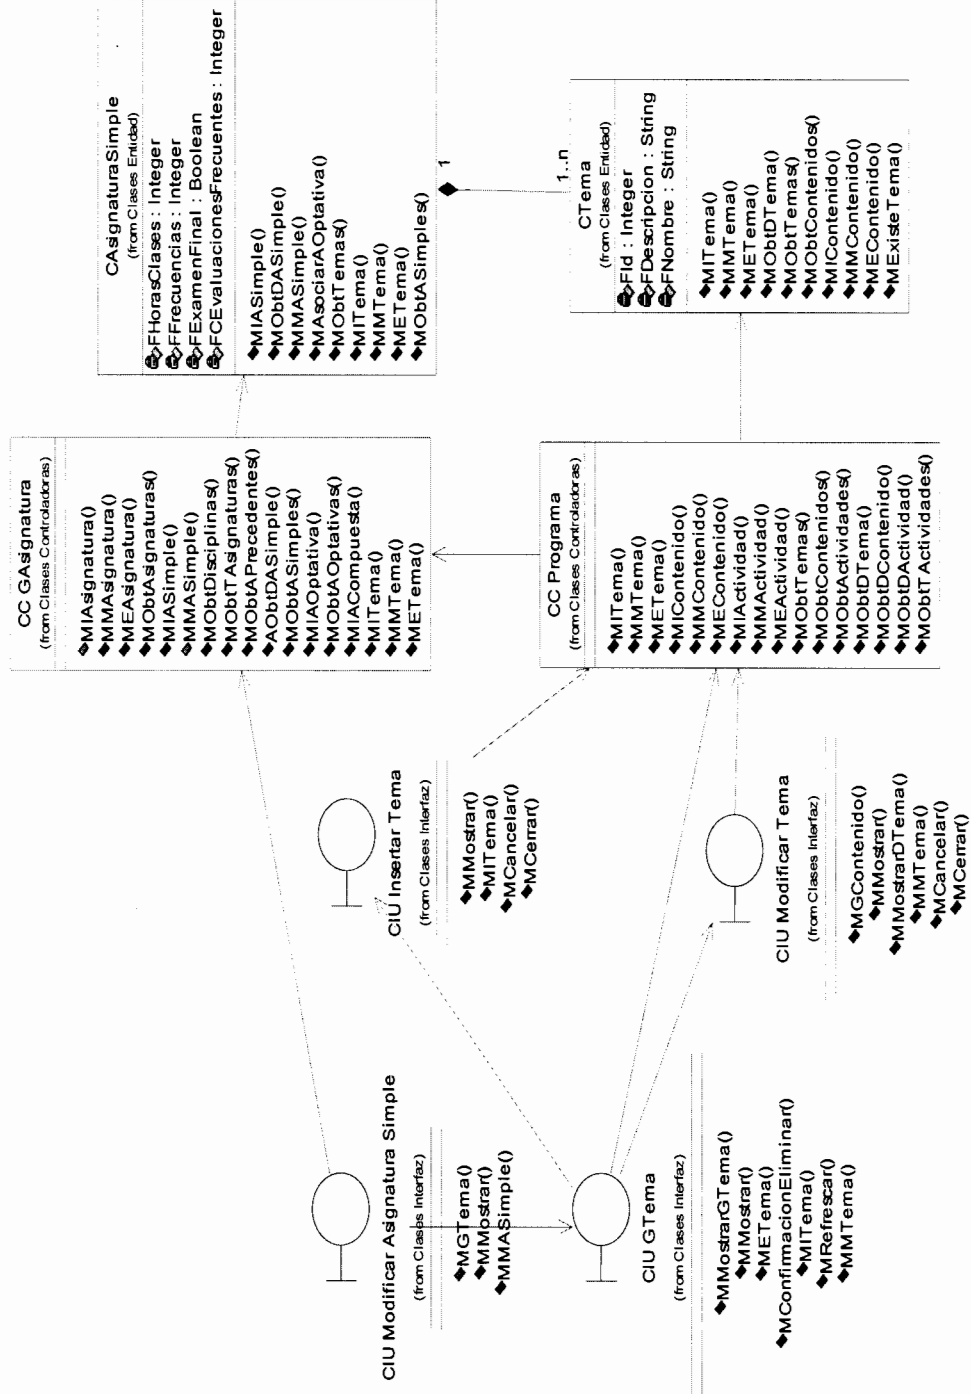 CAsignaturaSimple
(from Clases Entidad)
FHorasClases : Integer
FFrecuencias : Integer
FExamenFinal : Boolean
FCEvaluacionesFrecuentes : Integer
MIASimple()
MObtDASimple()
MMASimple()
MAsociarAOptativa()
MObtTemas()
MITema()
MMTema()
METema()
MObtASimples()
1
1..n
CTema
(from Clases Entidad)
FId : Integer
FDescripcion : String
FNombre : String
MITema()
MMTema()
METema()
MObtDTema()
MObtTemas()
MObtContenidos()
MIContenido()
MMContenido()
MEContenido()
MExisteTema()
CC GAsignatura
(from Clases Controladoras)
MIAsignatura()
MMAsignatura()
MEAsignatura()
MObtAsignaturas()
MIASimple()
MMASimple()
MObtDisciplinas()
MObtTAsignaturas()
MObtAPrecedentes()
AObtDASimple()
MObtASimples()
MIAOptativa()
MObtAOptativas()
MIACompuesta()
MITema()
MMTema()
METema()
CC Programa
(from Clases Controladoras)
MITema()
MMTema()
METema()
MIContenido()
MMContenido()
MEContenido()
MIActividad()
MMActividad()
MEActividad()
MObtTemas()
MObtContenidos()
MObtActividades()
MObtDTema()
MObtDContenido()
MObtDActividad()
MObtTActividades()
CIU Insertar Tema
(from Clases Interfaz)
MMostrar()
MITema()
MCancelar()
MCerrar()
CIU Modificar Tema
(from Clases Interfaz)
MGContenido()
MMostrar()
MMostrarDTema()
MMTema()
MCancelar()
MCerrar()
CIU Modificar Asignatura Simple
(from Clases Interfaz)
MGTema()
MMostrar()
MMASimple()
CIU GTema
(from Clases Interfaz)
MMostrarGTema()
MMostrar()
METema()
MConfirmacionEliminar()
MITema()
MRefrescar()
MMTema()